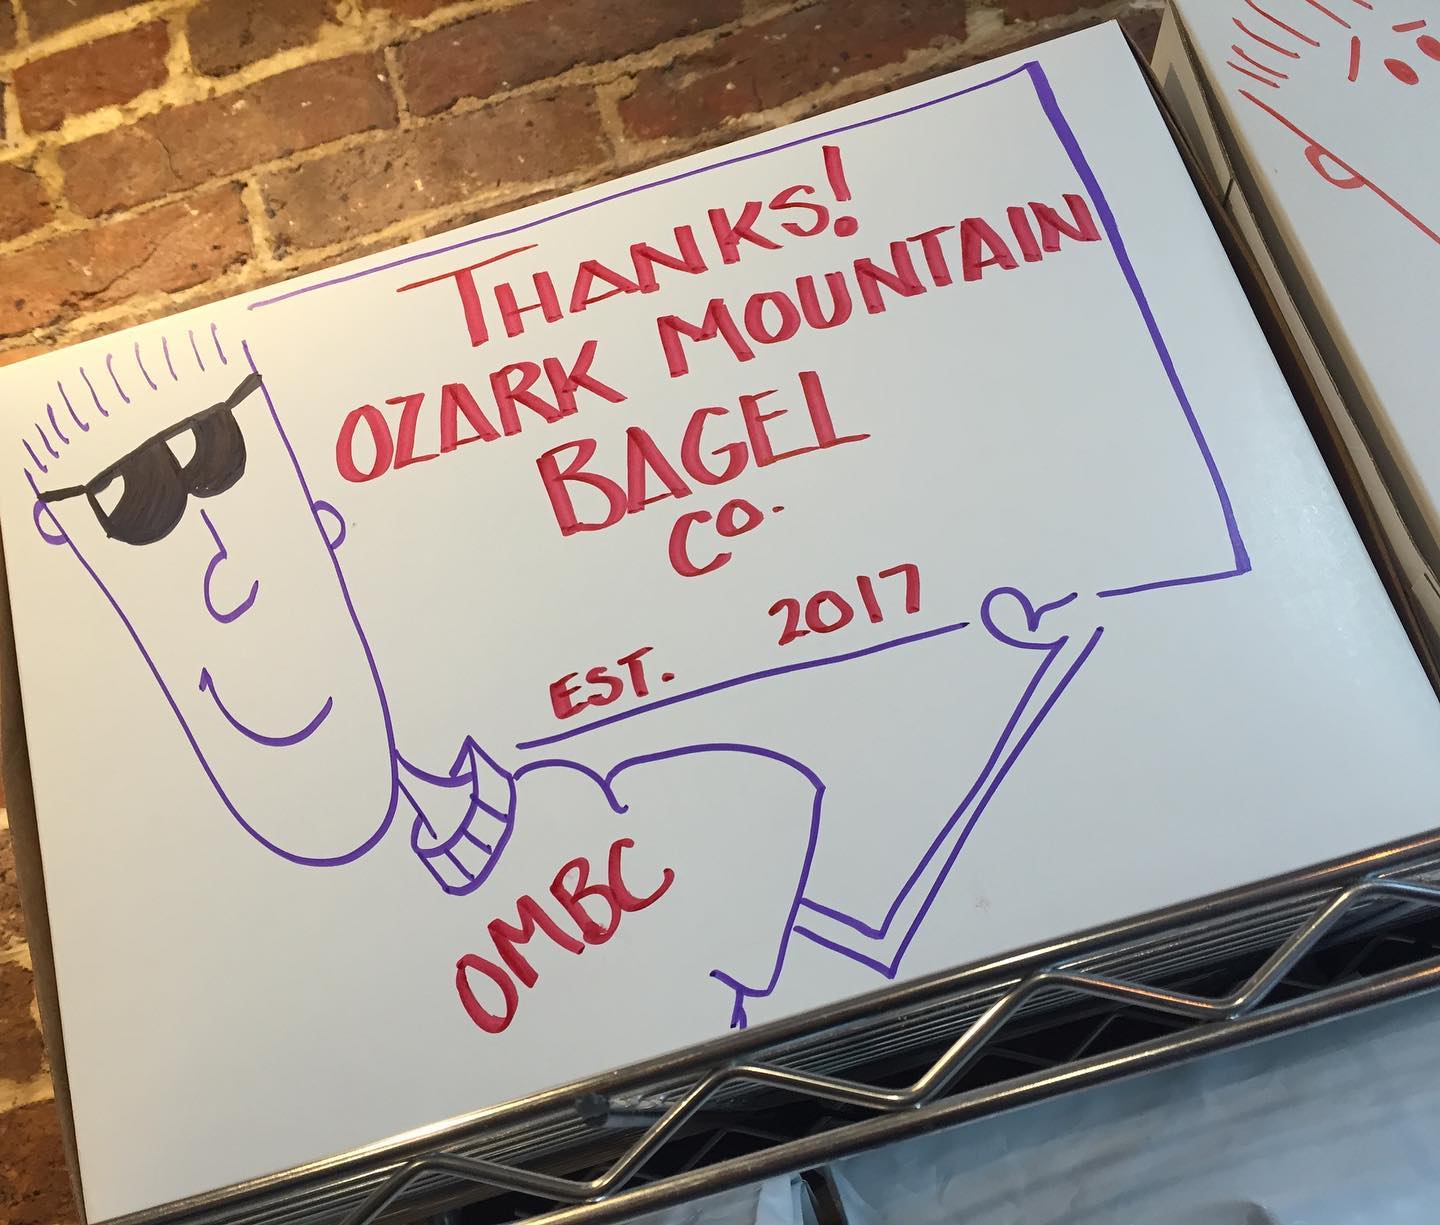 THANKS!
OZARK MOUNTAIN
BAGEL
CO.
EST. 2017
OMBC